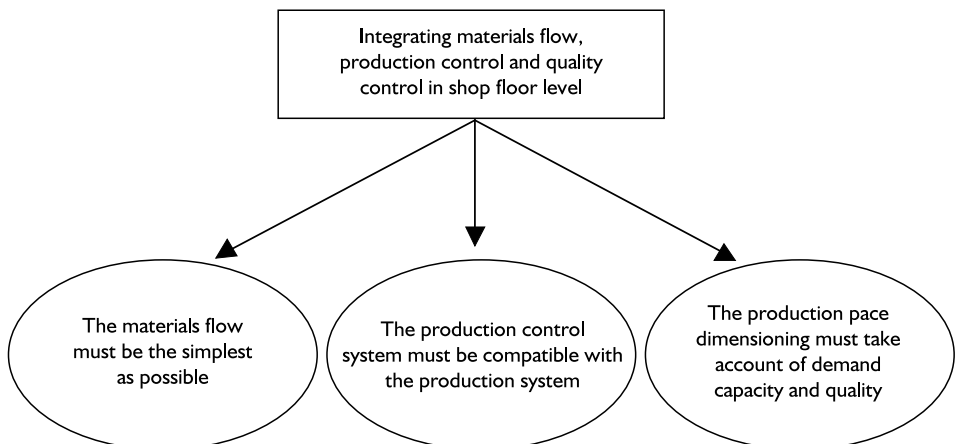 Integrating materials flow,
production control and quality
control in shop floor level
The materials flow
must be the simplest
as possible
The production control
system must be compatible with
the production system
The production pace
dimensioning must take
account of demand
capacity and quality